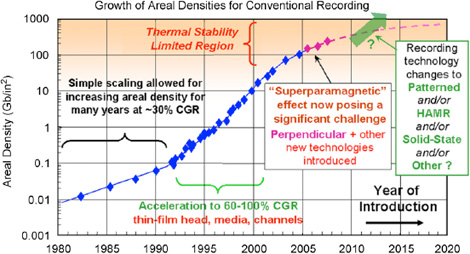 Growth of Areal Densities for Conventional Recording
1000
100
10
1
0.1
0.01
0.001
Areal Density (Gb/in²)
Thermal Stability
Limited Region
?
Simple scaling allowed for
increasing areal density for
many years at ~30% CGR
"Superparamagnetic"
effect now posing a
significant challenge
Perpendicular + other
new technologies
introduced
Recording
technology
changes to
Patterned
and/or
HAMR
and/or
Solid-State
and/or
Other ?
Acceleration to 60-100% CGR
thin-film head, media, channels
Year of
Introduction
1980
1985
1990
1995
2000
2005
2010
2015
2020